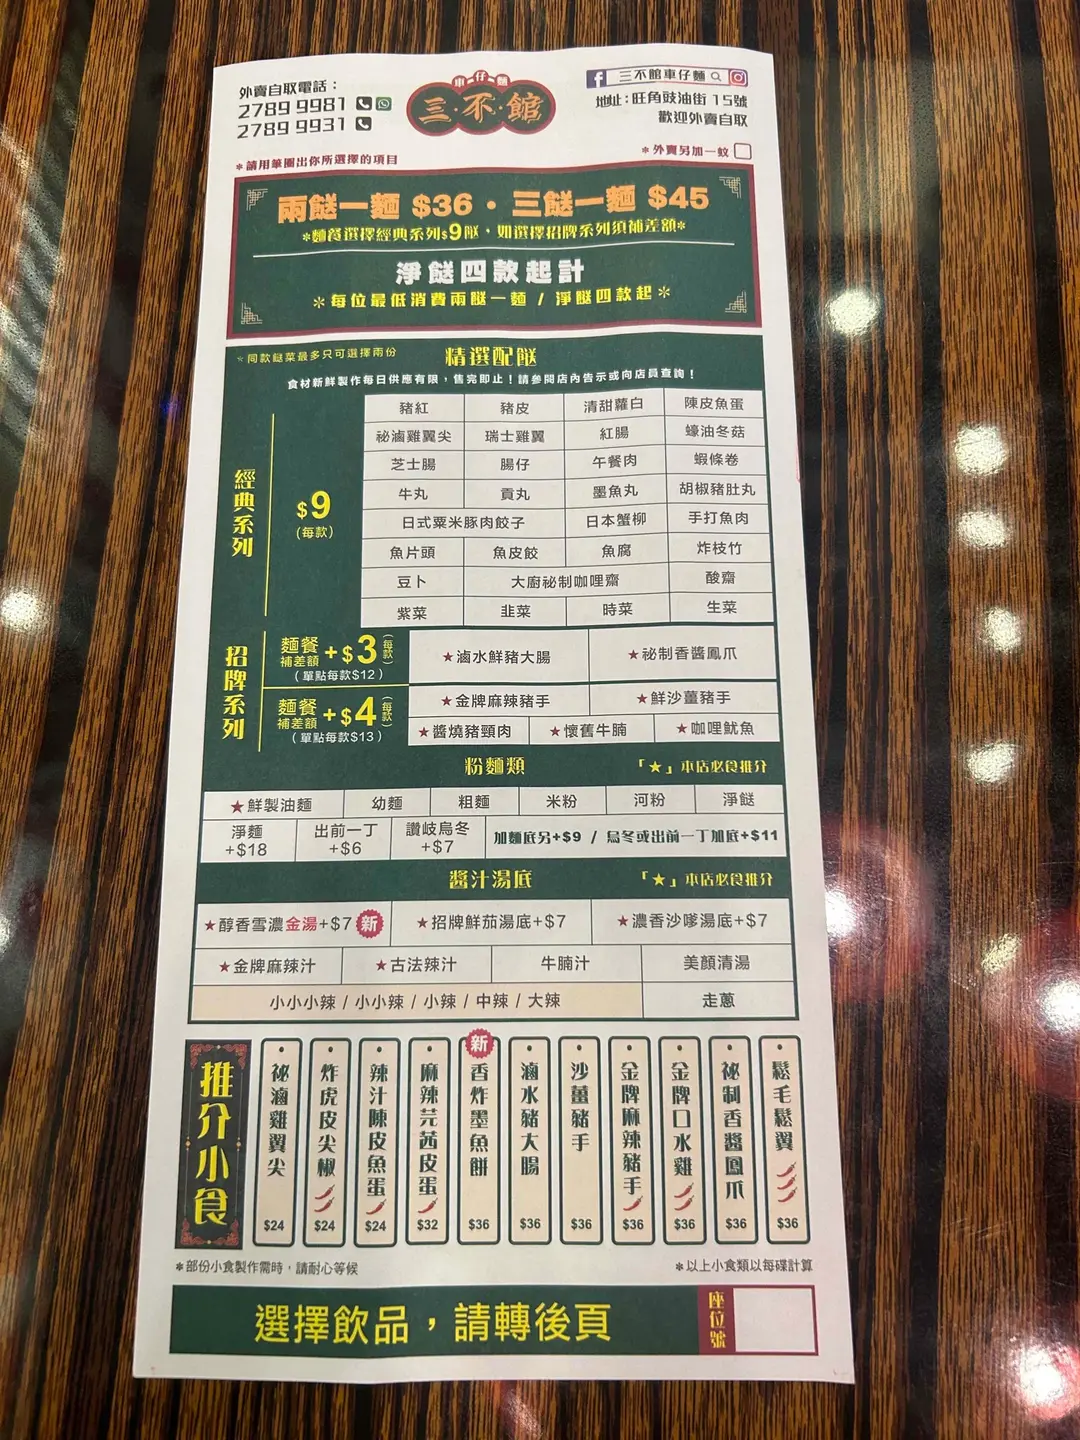 外賣自取電話：
2789 9981
2789 9931
車仔麵
三·不·館
三不館車仔麵
地址：旺角豉油街 15號
歡迎外賣自取
*請用筆圈出你所選擇的項目
*外賣另加一蚊
兩餸一麵 $36 · 三餸一麵 $45
*麵餐選擇經典系列$9餸，如選擇招牌系列須補差額*
淨餸四款起計
*每位最低消費兩餸一麵 / 淨餸四款起*
*同款餸菜最多只可選擇兩份
精選配餸
食材新鮮製作每日供應有限，售完即止！請參閱店內告示或向店員查詢！
經典系列
$9
(每款)
豬紅 豬皮 清甜蘿白 陳皮魚蛋
祕滷雞翼尖 瑞士雞翼 紅腸 蠔油冬菇
芝士腸 腸仔 午餐肉 蝦條卷
牛丸 貢丸 墨魚丸 胡椒豬肚丸
日式粟米豚肉餃子 日本蟹柳 手打魚肉
魚片頭 魚皮餃 魚腐 炸枝竹
豆卜 大廚祕制咖哩齋 酸齋
紫菜 韭菜 時菜 生菜
招牌系列
麵餐補差額 +$3 (每款)
(單點每款$12)
★滷水鮮豬大腸 ★祕制香醬鳳爪
麵餐補差額 +$4 (每款)
(單點每款$13)
★金牌麻辣豬手 ★鮮沙薑豬手
★醬燒豬頸肉 ★懷舊牛腩 ★咖哩魷魚
粉麵類
「★」本店必食推介
★鮮製油麵 幼麵 粗麵 米粉 河粉 淨餸
淨麵 +$18 出前一丁 +$6 讚岐烏冬 +$7 加麵底另+$9 / 烏冬或出前一丁加底+$11
醬汁湯底
「★」本店必食推介
★醇香雪濃金湯+$7 新 ★招牌鮮茄湯底+$7 ★濃香沙嗲湯底+$7
★金牌麻辣汁 ★古法辣汁 牛腩汁 美顏清湯
小小小辣 / 小小辣 / 小辣 / 中辣 / 大辣 走蔥
推介小食
祕滷雞翼尖 $24
炸虎皮尖椒 $24
辣汁陳皮魚蛋 $24
麻辣芫茜皮蛋 $32
新 香炸墨魚餅 $36
滷水豬大腸 $36
沙薑豬手 $36
金牌麻辣豬手 $36
金牌口水雞 $36
祕制香醬鳳爪 $36
鬆毛鬆翼 $36
*部份小食製作需時，請耐心等候
*以上小食類以每碟計算
選擇飲品，請轉後頁
座位號